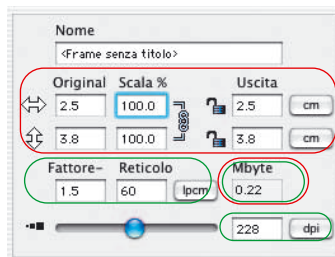 Nome
<Frame senza titolo>
Original Scala % Uscita
2.5 100.0 2.5 cm
3.8 100.0 3.8 cm
Fattore- Reticolo Mbyte
1.5 60 lpcm 0.22
228 dpi